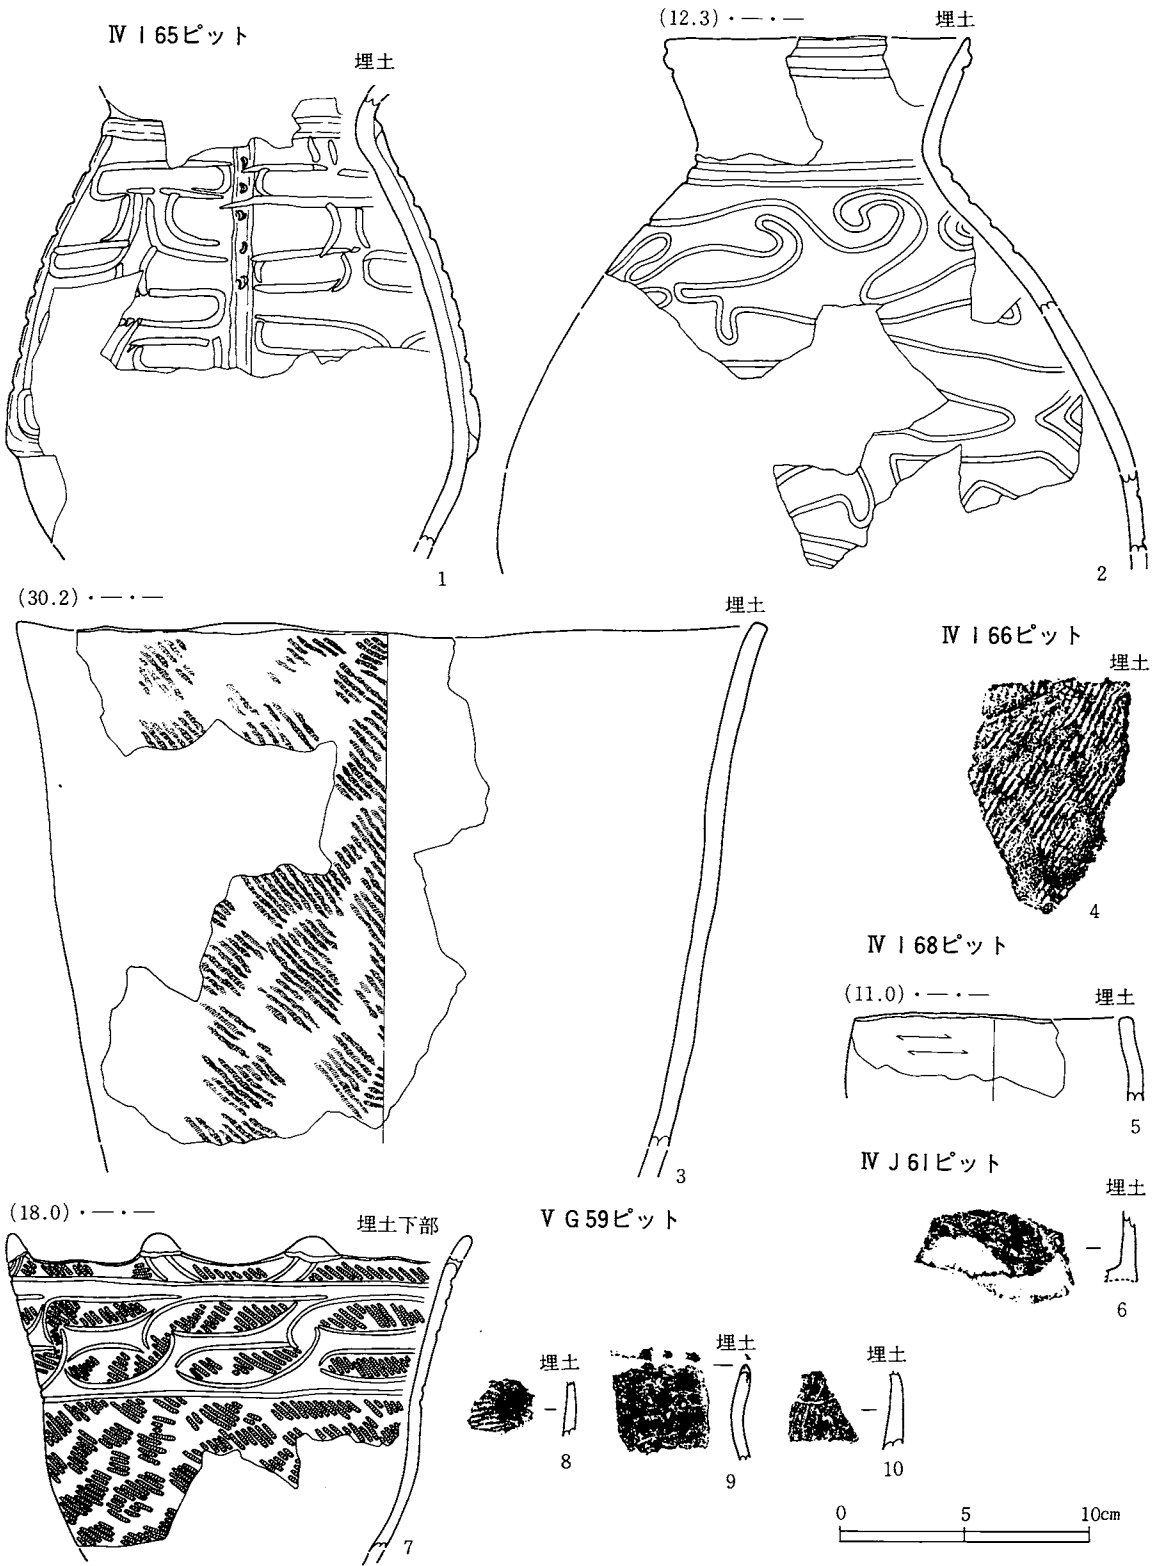 Ⅳ I 65ピット
埋土
1
(12.3)・―・―
埋土
2
(30.2)・―・―
埋土
3
Ⅳ I 66ピット
埋土
4
Ⅳ I 68ピット
(11.0)・―・―
埋土
5
Ⅳ J 61ピット
埋土
6
(18.0)・―・―
埋土下部
7
Ⅴ G 59ピット
埋土
8
埋土
9
埋土
10
0 5 10cm